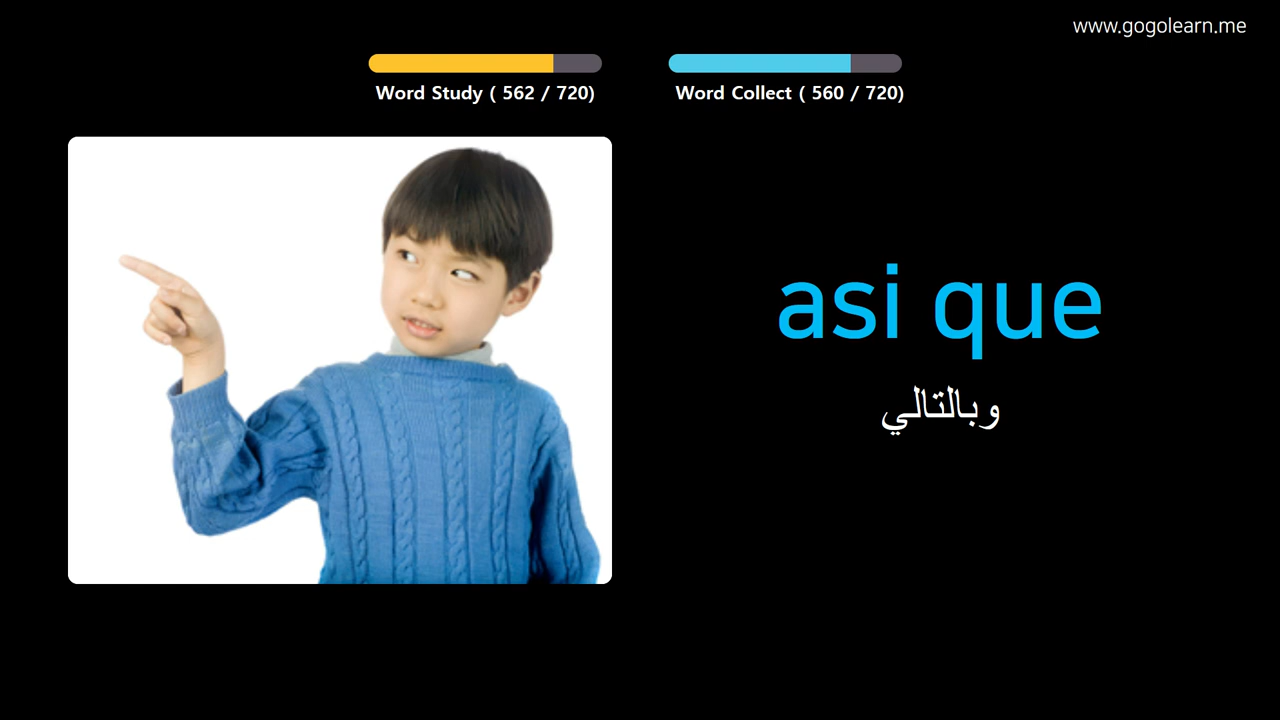 www.gogolearn.me
Word Study ( 562 / 720)
Word Collect ( 560 / 720)
asi que
وبالتالي